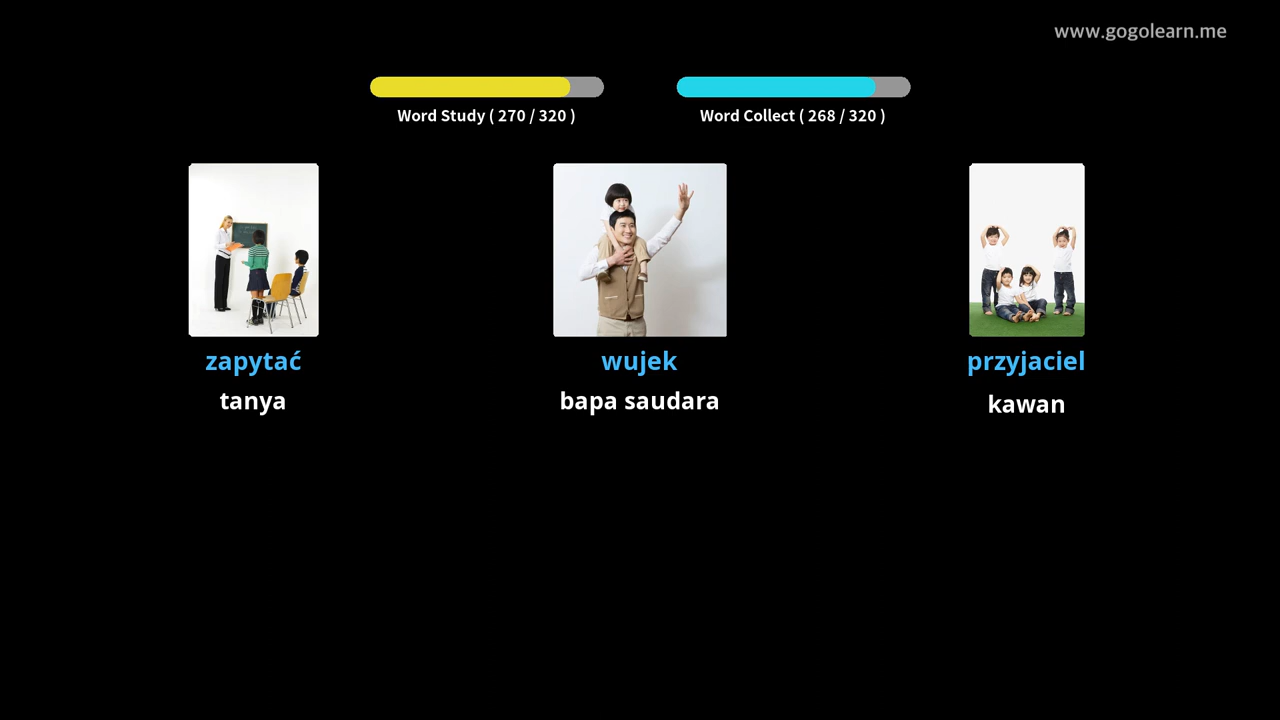 www.gogolearn.me
Word Study ( 270 / 320 )
Word Collect ( 268 / 320 )
zapytać
tanya
wujek
bapa saudara
przyjaciel
kawan